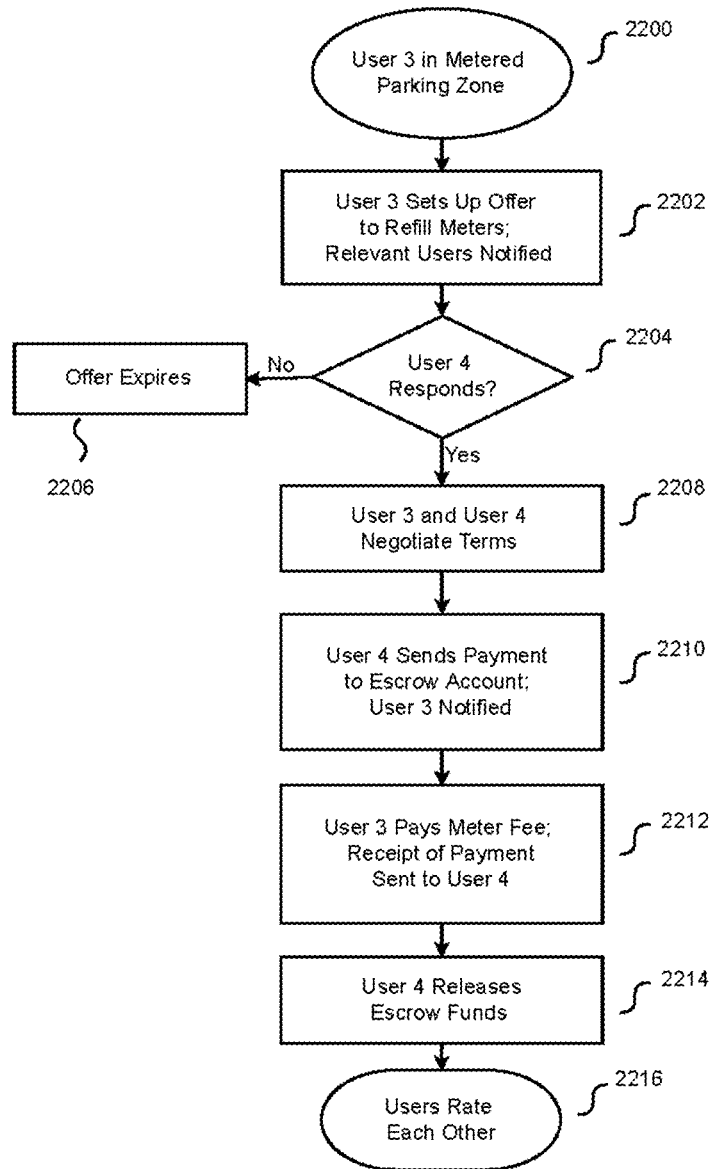 2200
User 3 in Metered
Parking Zone
2202
User 3 Sets Up Offer
to Refill Meters;
Relevant Users Notified
2204
User 4
Responds?
No
Offer Expires
2206
Yes
2208
User 3 and User 4
Negotiate Terms
2210
User 4 Sends Payment
to Escrow Account;
User 3 Notified
2212
User 3 Pays Meter Fee;
Receipt of Payment
Sent to User 4
2214
User 4 Releases
Escrow Funds
2216
Users Rate
Each Other